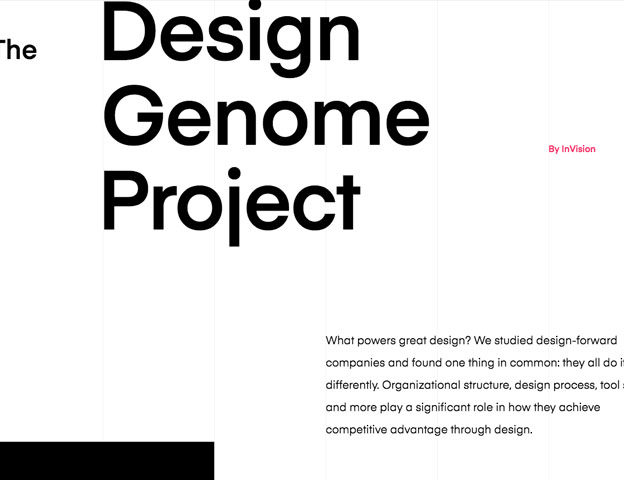 The
Design
Genome
Project
By InVision
What powers great design? We studied design-forward
companies and found one thing in common: they all do
differently. Organizational structure, design process, tool
and more play a significant role in how they achieve
competitive advantage through design.